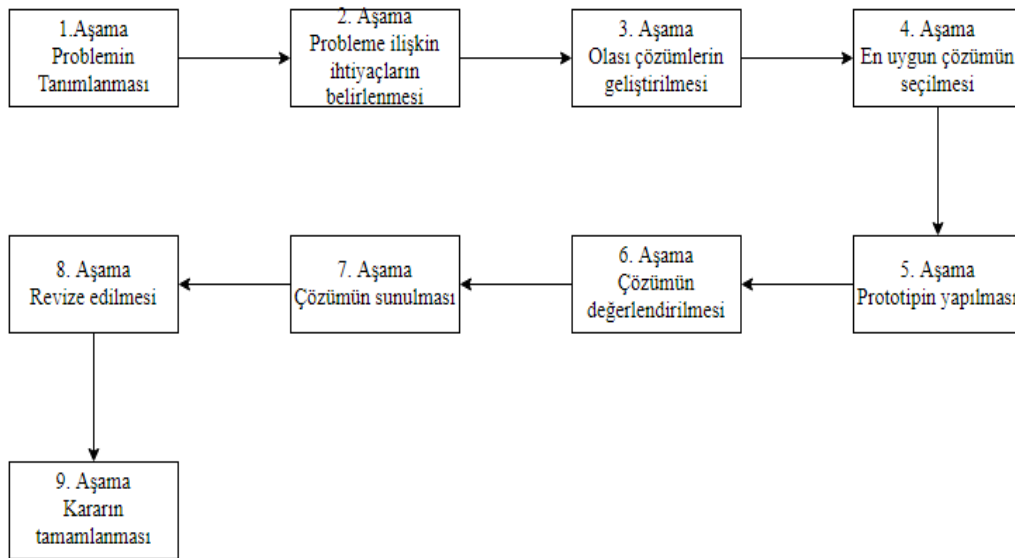 1.Aşama
Problemin
Tanımlanması
2. Aşama
Probleme ilişkin
ihtiyaçların
belirlenmesi
3. Aşama
Olası çözümlerin
geliştirilmesi
4. Aşama
En uygun çözümün
seçilmesi
5. Aşama
Prototipin yapılması
6. Aşama
Çözümün
değerlendirilmesi
7. Aşama
Çözümün sunulması
8. Aşama
Revize edilmesi
9. Aşama
Kararın
tamamlanması